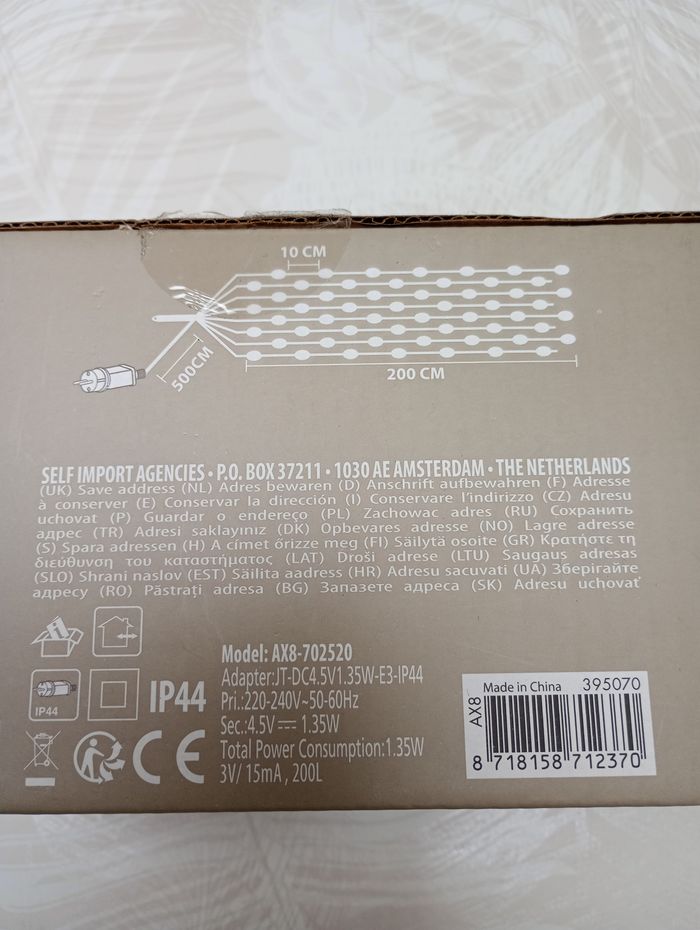 10 CM
500CM
200 CM
SELF IMPORT AGENCIES • P.O. BOX 37211 • 1030 AE AMSTERDAM • THE NETHERLANDS
(UK) Save address (NL) Adres bewaren (D) Anschrift aufbewahren (F) Adresse
à conserver (E) Conservar la dirección (I) Conservare l'indirizzo (CZ) Adresu
uchovat (P) Guardar o endereço (PL) Zachowac adres (RU) Сохранить
адрес (TR) Adresi saklayiniz (DK) Opbevares adresse (NO) Lagre adresse
(S) Spara adressen (H) A címet őrizze meg (FI) Säilytä osoite (GR) Κρατήστε τη
διεύθυνση του καταστήματος (LAT) Droši adrese (LTU) Saugus adresas
(SLO) Shrani naslov (EST) Säilita aadress (HR) Adresu sacuvati (UA) Зберігайте
адресу (RO) Păstrați adresa (BG) Запазете адреса (SK) Adresu uchovať
IP44
IP44
Model: AX8-702520
Adapter:JT-DC4.5V1.35W-E3-IP44
Pri.:220-240V~50-60Hz
Sec.:4.5V ⎓ 1.35W
Total Power Consumption:1.35W
3V/ 15mA , 200L
CE
AX8
Made in China 395070
8 718158 712370